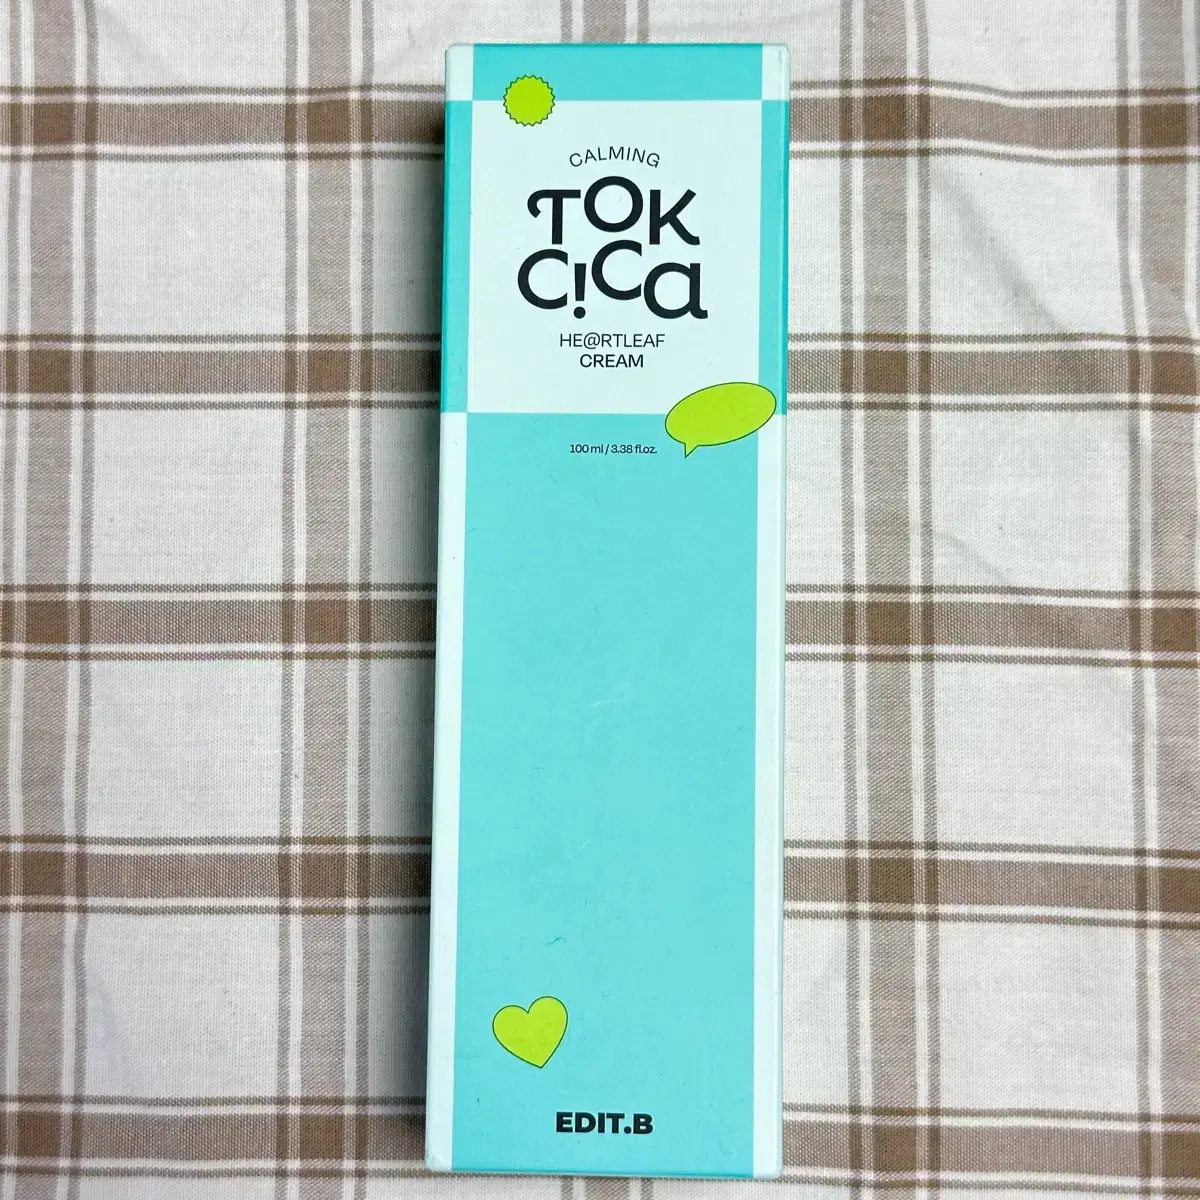 CALMING
TOK
C!Ca
HE@RTLEAF
CREAM
100 ml / 3.38 fl.oz.
EDIT.B